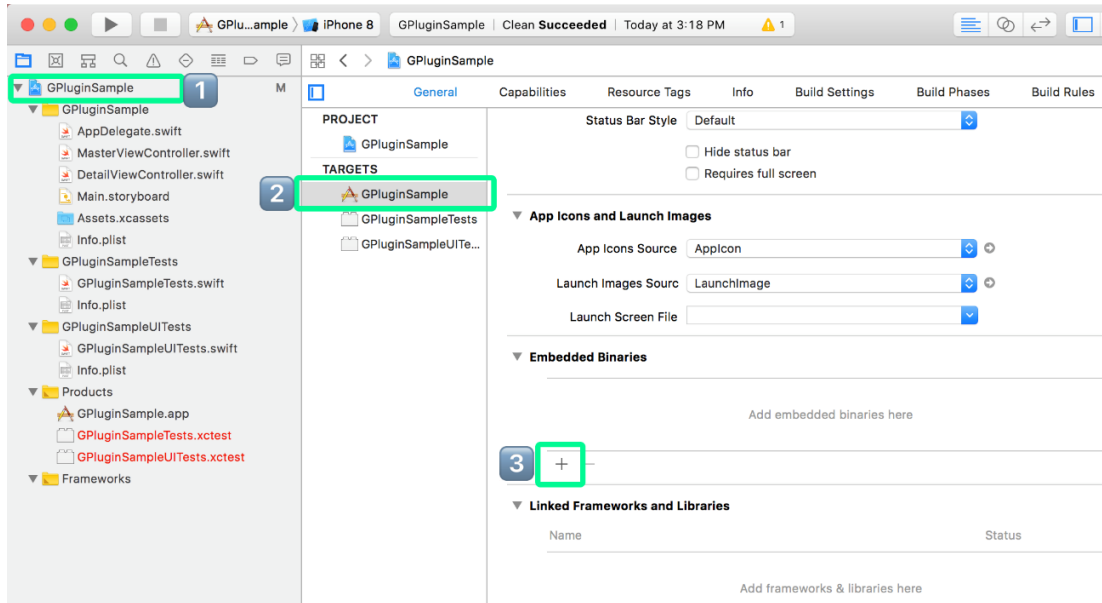 GPlu...ample
iPhone 8
GPluginSample | Clean Succeeded | Today at 3:18 PM
1
GPluginSample
GPluginSample
1
M
GPluginSample
AppDelegate.swift
MasterViewController.swift
DetailViewController.swift
Main.storyboard
Assets.xcassets
Info.plist
GPluginSampleTests
GPluginSampleTests.swift
Info.plist
GPluginSampleUITests
GPluginSampleUITests.swift
Info.plist
Products
GPluginSample.app
GPluginSampleTests.xctest
GPluginSampleUITests.xctest
Frameworks
General Capabilities Resource Tags Info Build Settings Build Phases Build Rules
PROJECT
GPluginSample
TARGETS
2
GPluginSample
GPluginSampleTests
GPluginSampleUITe...
Status Bar Style Default
Hide status bar
Requires full screen
App Icons and Launch Images
App Icons Source AppIcon
Launch Images Sourc LaunchImage
Launch Screen File
Embedded Binaries
Add embedded binaries here
3 + −
Linked Frameworks and Libraries
Name Status
Add frameworks & libraries here